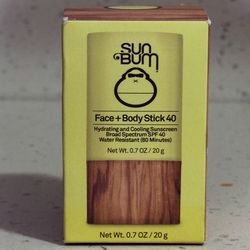 SUN
BUM
Face + Body Stick 40
Hydrating and Cooling Sunscreen
Broad Spectrum SPF 40
Water Resistant (80 Minutes)
Net Wt. 0.7 OZ / 20 g
Net Wt. 0.7 OZ / 20 g